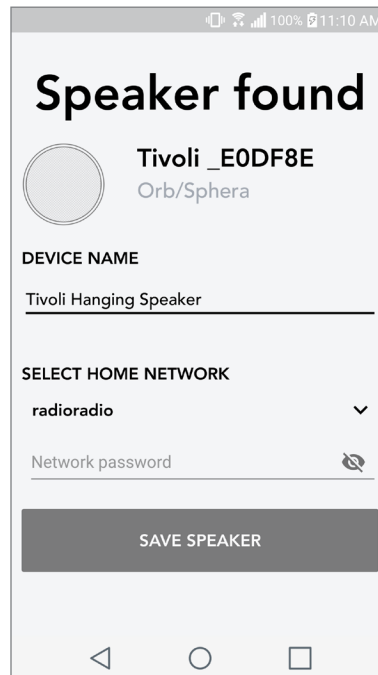 100% 11:10 AM
Speaker found
Tivoli _E0DF8E
Orb/Sphera
DEVICE NAME
Tivoli Hanging Speaker
SELECT HOME NETWORK
radioradio
Network password
SAVE SPEAKER